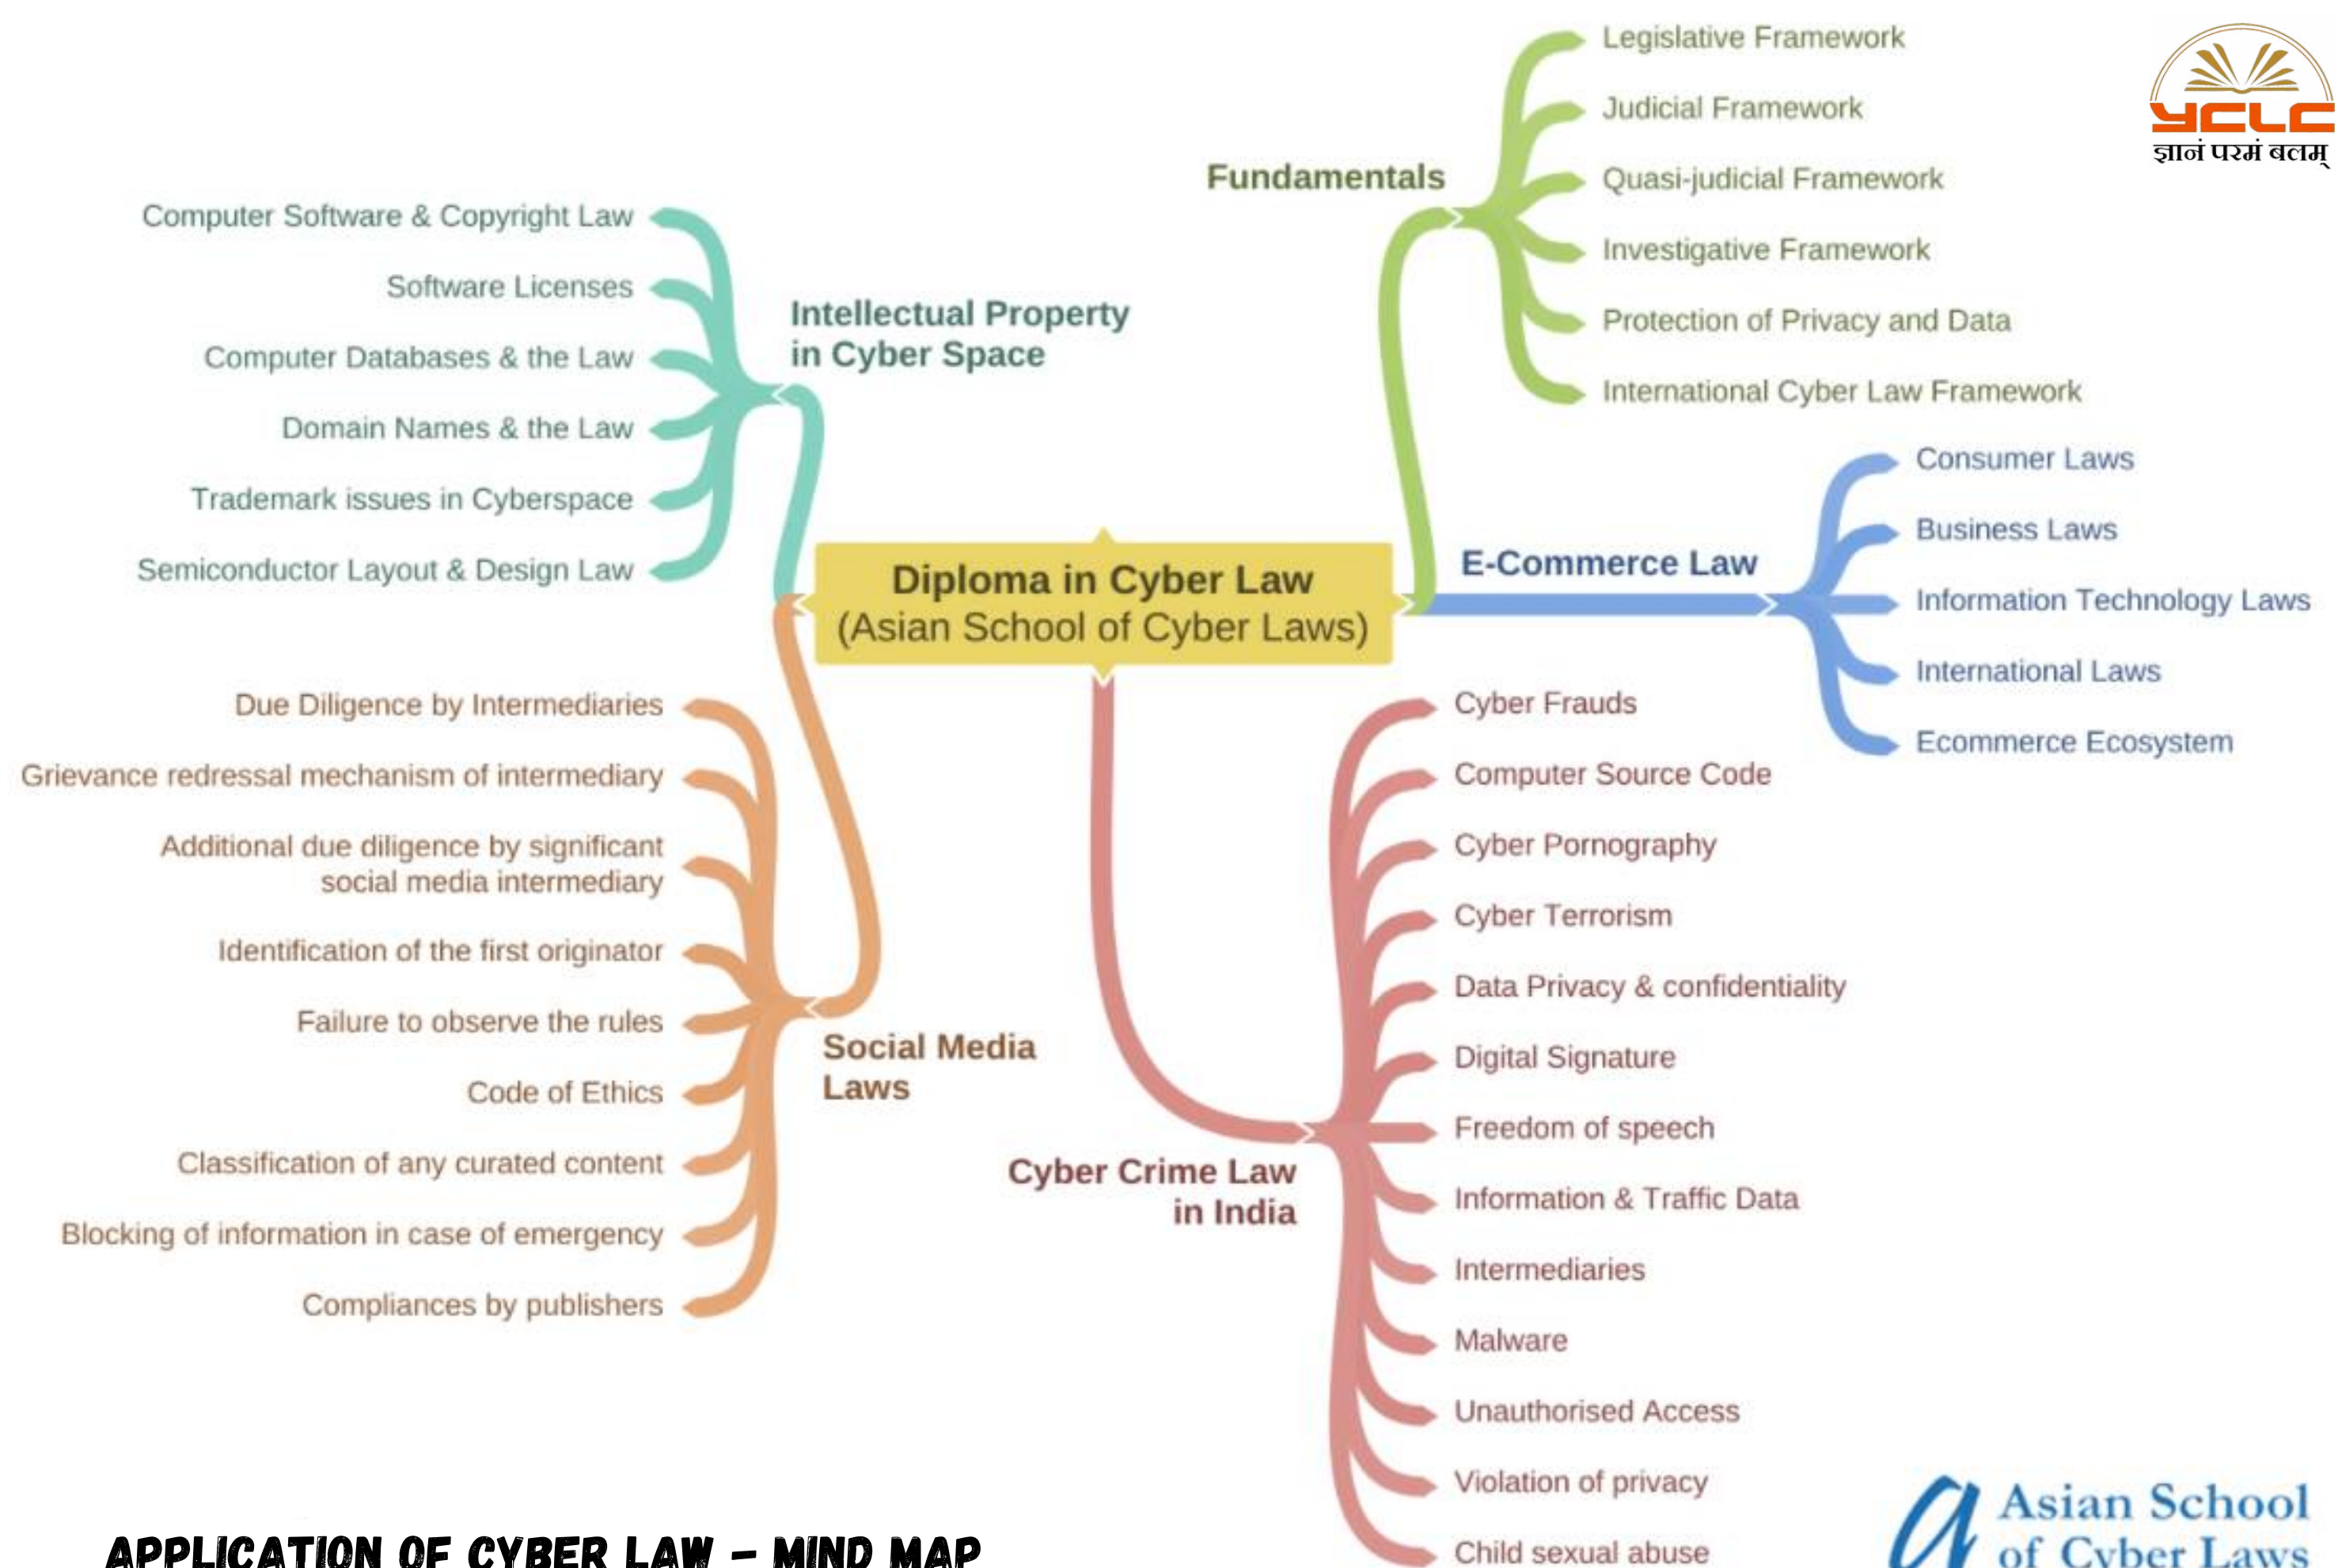 Legislative Framework
Judicial Framework
Fundamentals
Quasi-judicial Framework
Investigative Framework
Protection of Privacy and Data
International Cyber Law Framework
YCLC
ज्ञानं परमं बलम्
Computer Software & Copyright Law
Software Licenses
Computer Databases & the Law
Domain Names & the Law
Trademark issues in Cyberspace
Semiconductor Layout & Design Law
Intellectual Property
in Cyber Space
Diploma in Cyber Law
(Asian School of Cyber Laws)
E-Commerce Law
Consumer Laws
Business Laws
Information Technology Laws
International Laws
Ecommerce Ecosystem
Due Diligence by Intermediaries
Grievance redressal mechanism of intermediary
Additional due diligence by significant
social media intermediary
Identification of the first originator
Failure to observe the rules
Code of Ethics
Classification of any curated content
Blocking of information in case of emergency
Compliances by publishers
Social Media
Laws
Cyber Crime Law
in India
Cyber Frauds
Computer Source Code
Cyber Pornography
Cyber Terrorism
Data Privacy & confidentiality
Digital Signature
Freedom of speech
Information & Traffic Data
Intermediaries
Malware
Unauthorised Access
Violation of privacy
Child sexual abuse
APPLICATION OF CYBER LAW – MIND MAP
Asian School
of Cyber Laws